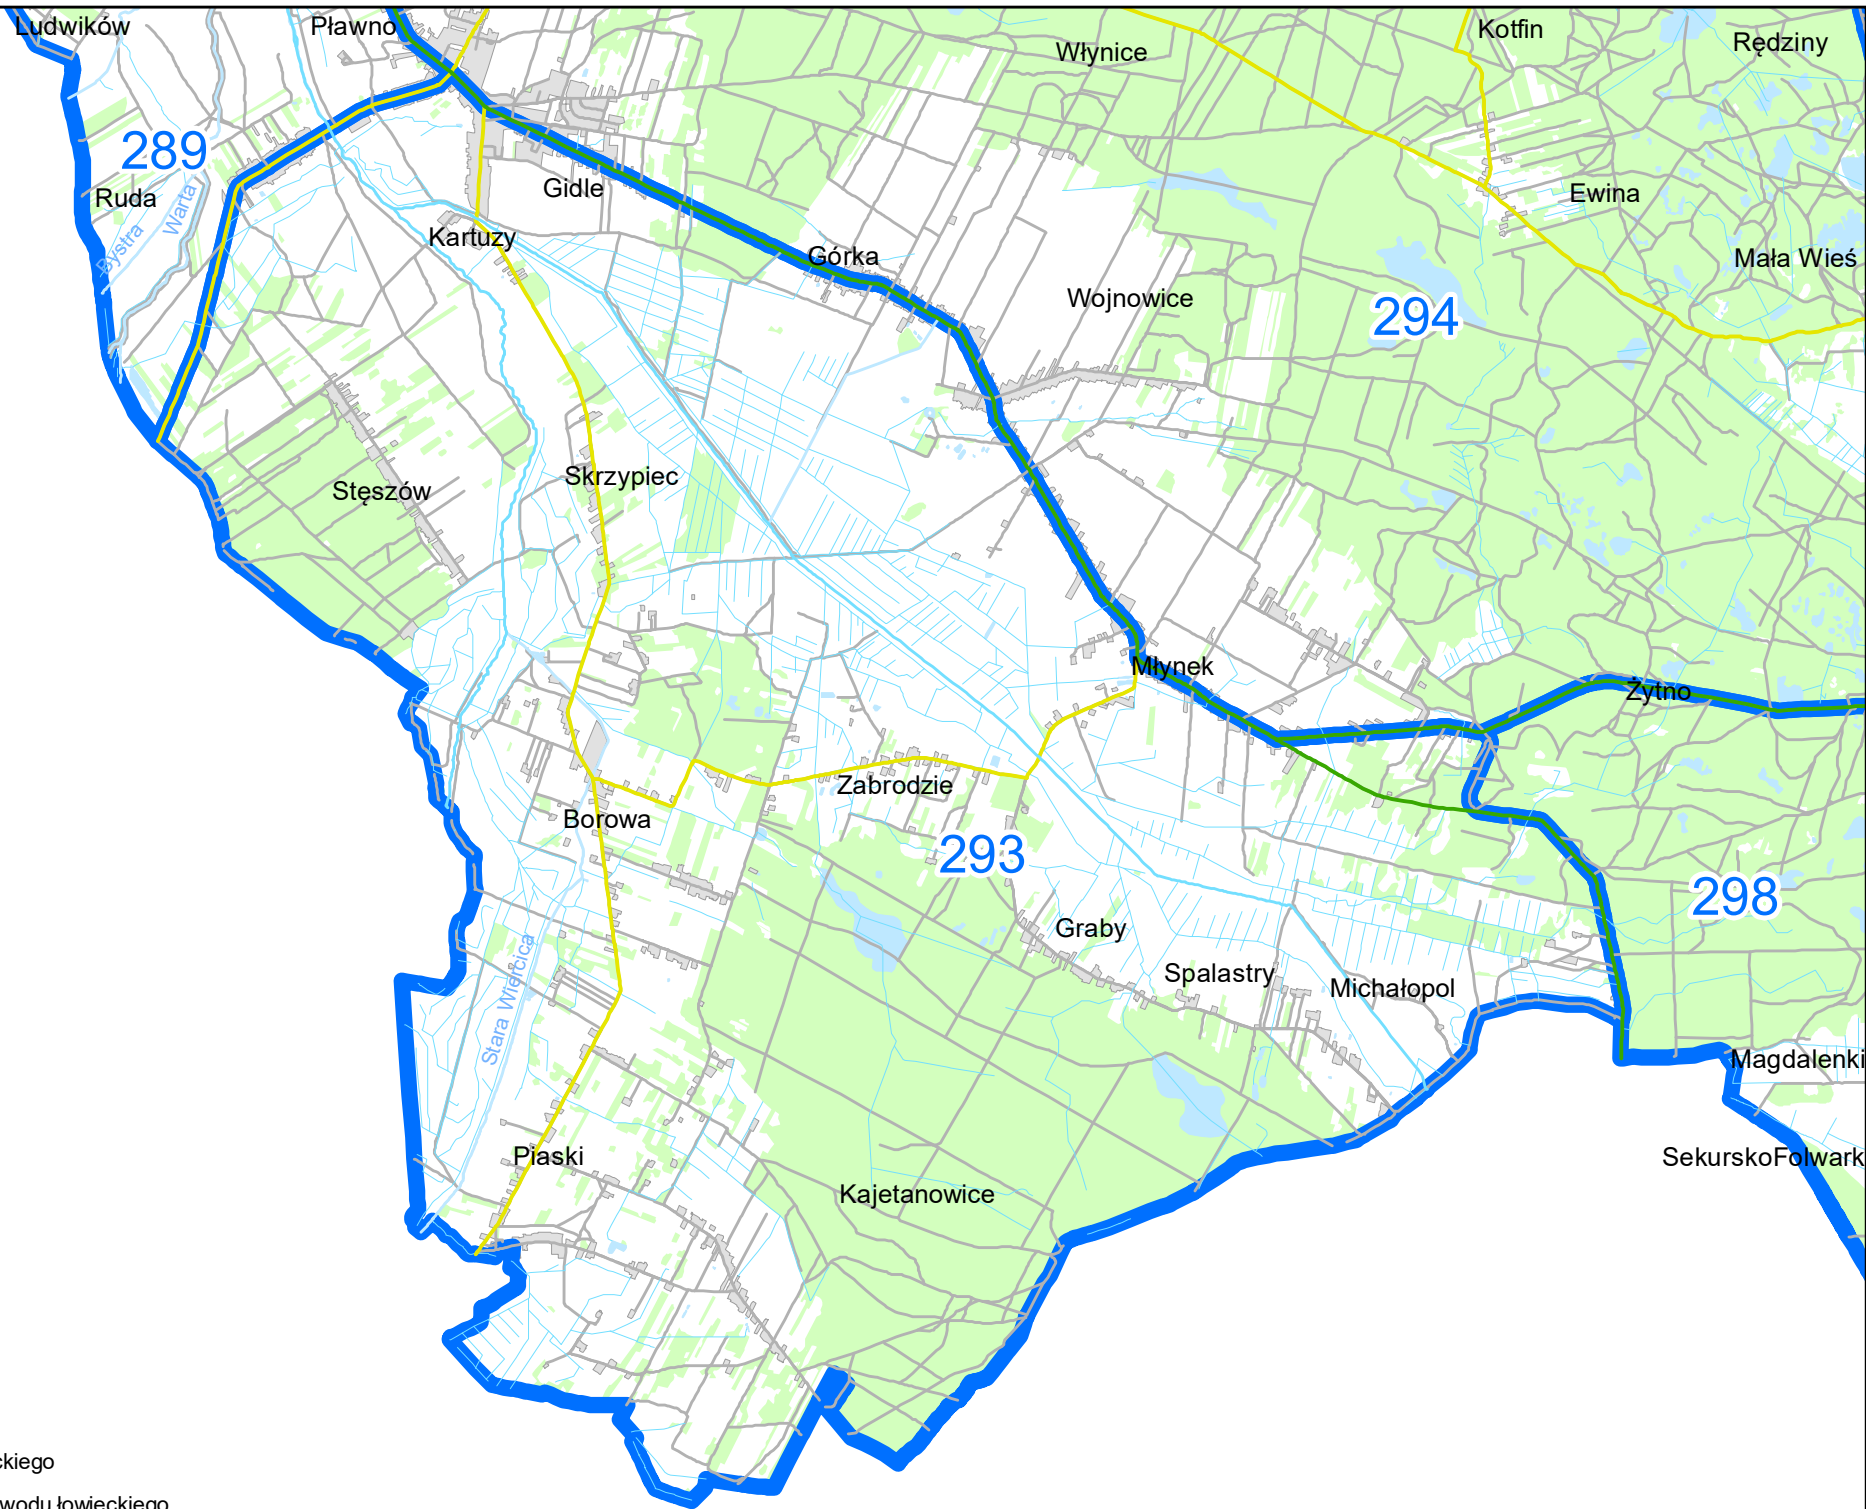 Ludwików
Pławno
Włynice
Kotfin
Rędziny
289
Ruda
Bystra
Warta
Gidle
Kartuzy
Górka
Wojnowice
Ewina
Mała Wieś
294
Stęszów
Skrzypiec
Młynek
Żytno
Zabrodzie
Borowa
293
298
Graby
Spalastry
Michałopol
Stara Wiercica
Magdalenki
Piaski
Kajetanowice
SekurskoFolwark
ckiego
wodu łowieckiego